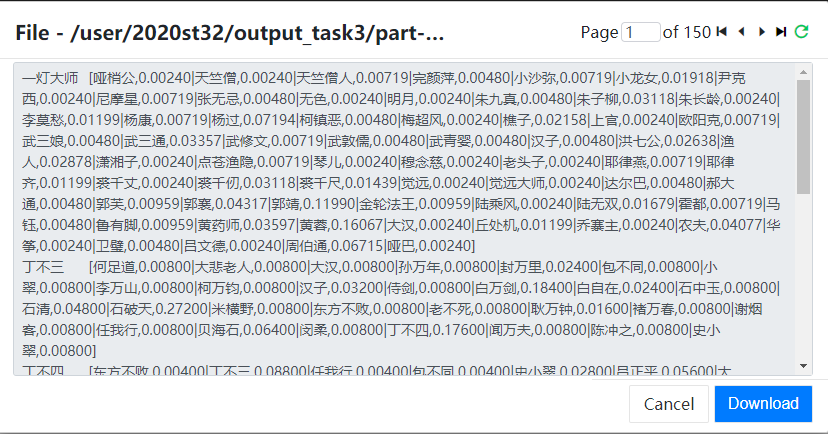 File - /user/2020st32/output_task3/part-...
Page 1 of 150
一灯大师 [哑梢公,0.00240|天竺僧,0.00240|天竺僧人,0.00719|完颜萍,0.00480|小沙弥,0.00719|小龙女,0.01918|尹克
西,0.00240|尼摩星,0.00719|张无忌,0.00480|无色,0.00240|明月,0.00240|朱九真,0.00480|朱子柳,0.03118|朱长龄,0.00240|
李莫愁,0.01199|杨康,0.00719|杨过,0.07194|柯镇恶,0.00480|梅超风,0.00240|樵子,0.02158|上官,0.00240|欧阳克,0.00719|
武三娘,0.00480|武三通,0.03357|武修文,0.00719|武敦儒,0.00480|武青婴,0.00480|汉子,0.00480|洪七公,0.02638|渔
人,0.02878|潇湘子,0.00240|点苍渔隐,0.00719|琴儿,0.00240|穆念慈,0.00240|老头子,0.00240|耶律燕,0.00719|耶律
齐,0.01199|裘千丈,0.00240|裘千仞,0.03118|裘千尺,0.01439|觉远,0.00240|觉远大师,0.00240|达尔巴,0.00480|郝大
通,0.00480|郭芙,0.00959|郭襄,0.04317|郭靖,0.11990|金轮法王,0.00959|陆乘风,0.00240|陆无双,0.01679|霍都,0.00719|马
钰,0.00480|鲁有脚,0.00959|黄药师,0.03597|黄蓉,0.16067|大汉,0.00240|丘处机,0.01199|乔寨主,0.00240|农夫,0.04077|华
筝,0.00240|卫璧,0.00480|吕文德,0.00240|周伯通,0.06715|哑巴,0.00240]
丁不三 [何足道,0.00800|大悲老人,0.00800|大汉,0.00800|孙万年,0.00800|封万里,0.02400|包不同,0.00800|小
翠,0.00800|李万山,0.00800|柯万钧,0.00800|汉子,0.03200|侍剑,0.00800|白万剑,0.18400|白自在,0.02400|石中玉,0.00800|
石清,0.04800|石破天,0.27200|米横野,0.00800|东方不败,0.00800|老不死,0.00800|耿万钟,0.01600|褚万春,0.00800|谢烟
客,0.00800|任我行,0.00800|贝海石,0.06400|闵柔,0.00800|丁不四,0.17600|闻万夫,0.00800|陈冲之,0.00800|史小
翠,0.00800]
丁不四 [东方不败,0.00400|丁不三,0.08800|任我行,0.00400|包不同,0.00400|史小翠,0.02800|吕正平,0.05600|大
Cancel
Download